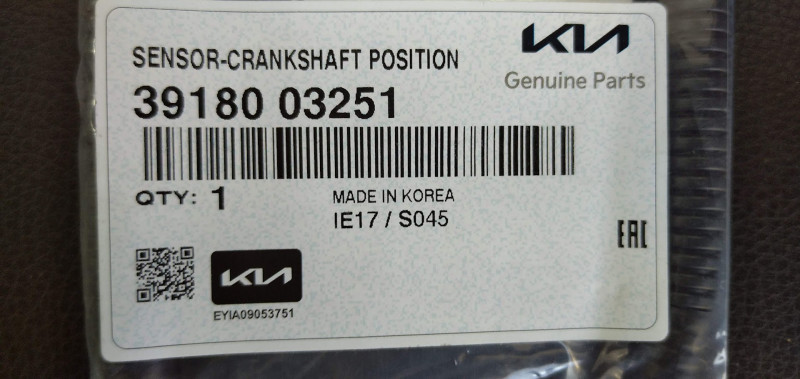 KIA
Genuine Parts
SENSOR-CRANKSHAFT POSITION
39180 03251
QTY: 1
MADE IN KOREA
IE17 / S045
EAC
KIA
EYIA09053751